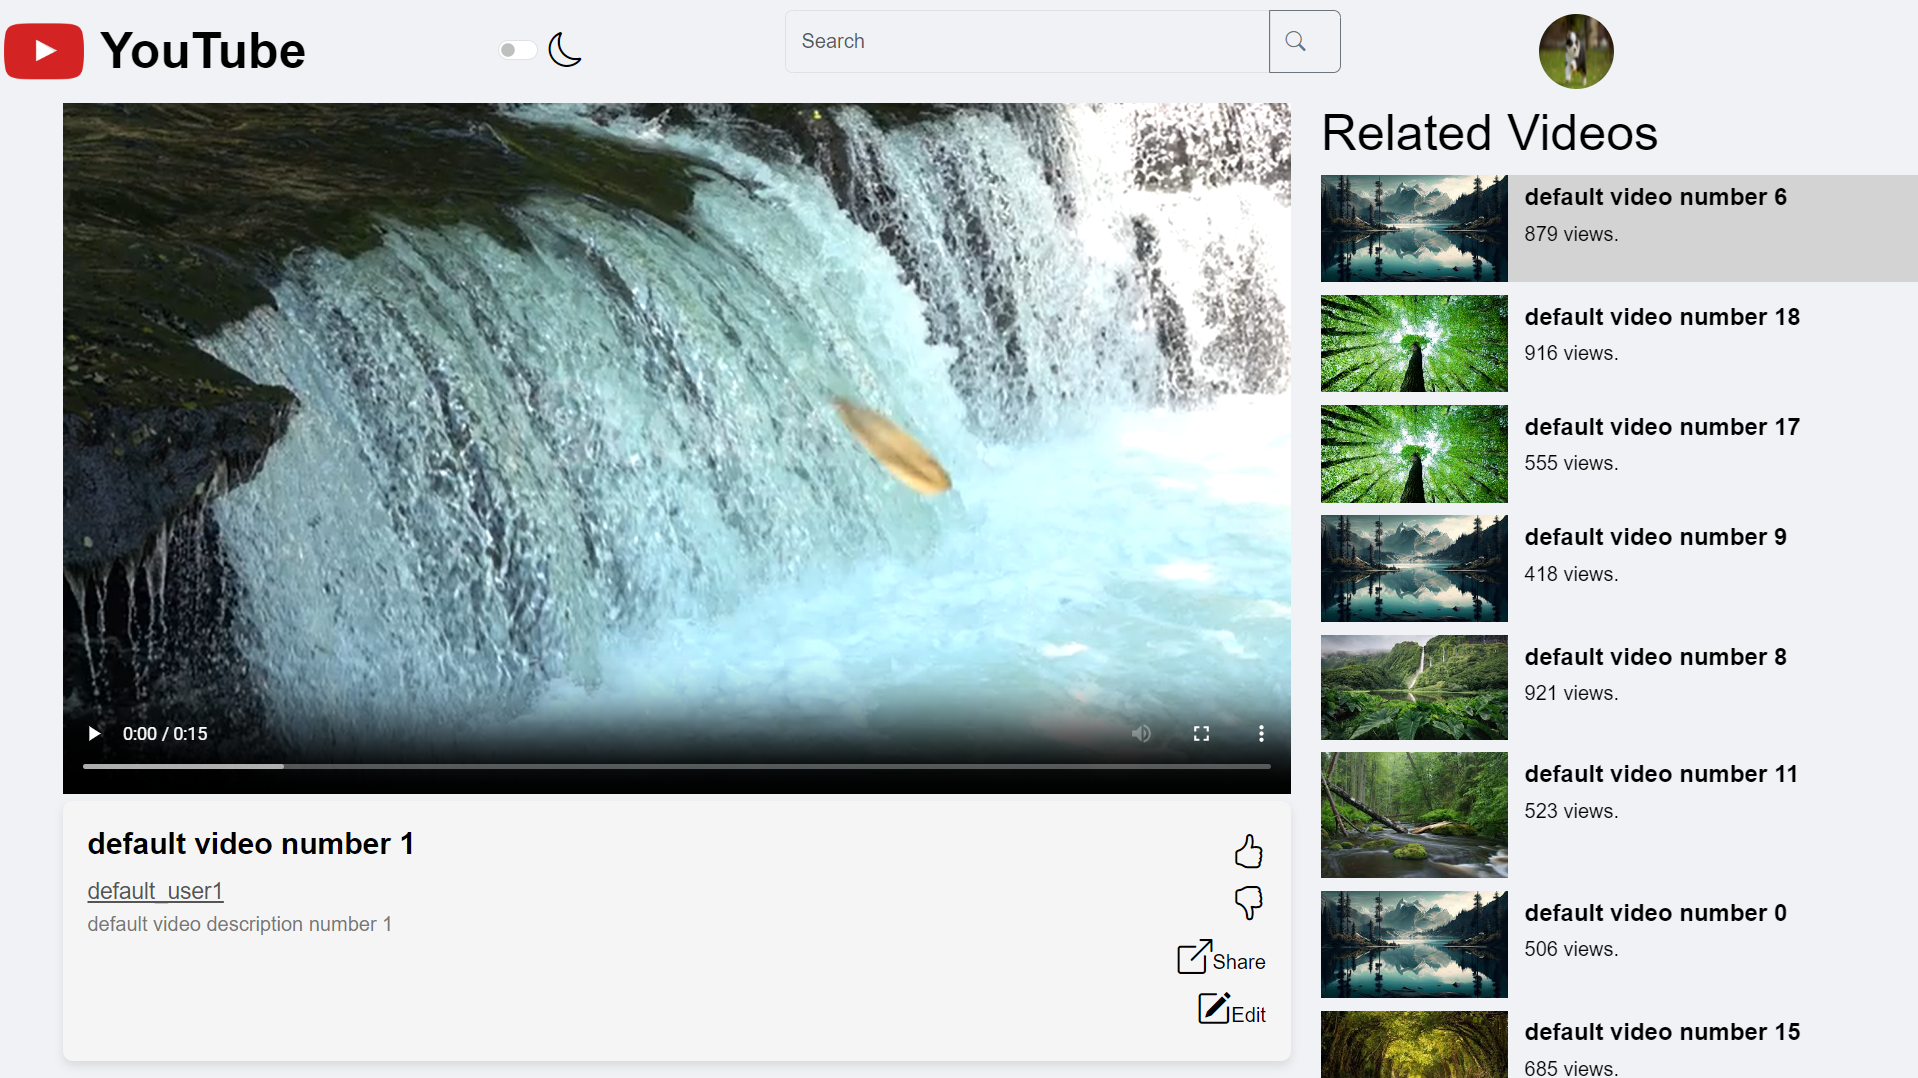 YouTube
Search
0:00 / 0:15
default video number 1
default_user1
default video description number 1
Share
Edit
Related Videos
default video number 6
879 views.
default video number 18
916 views.
default video number 17
555 views.
default video number 9
418 views.
default video number 8
921 views.
default video number 11
523 views.
default video number 0
506 views.
default video number 15
685 views.